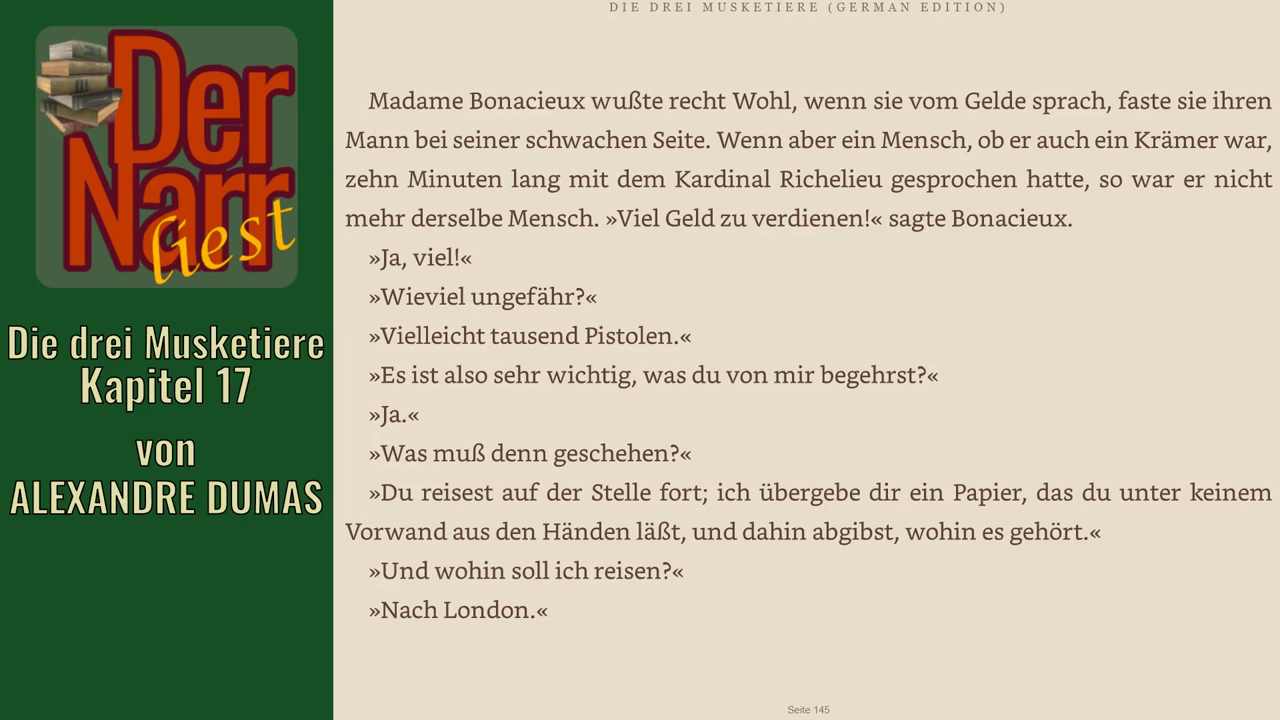 Der
Narr
liest
Die drei Musketiere
Kapitel 17
von
ALEXANDRE DUMAS
DIE DREI MUSKETIERE (GERMAN EDITION)
Madame Bonacieux wußte recht Wohl, wenn sie vom Gelde sprach, faste sie ihren
Mann bei seiner schwachen Seite. Wenn aber ein Mensch, ob er auch ein Krämer war,
zehn Minuten lang mit dem Kardinal Richelieu gesprochen hatte, so war er nicht
mehr derselbe Mensch. »Viel Geld zu verdienen!« sagte Bonacieux.
»Ja, viel!«
»Wieviel ungefähr?«
»Vielleicht tausend Pistolen.«
»Es ist also sehr wichtig, was du von mir begehrst?«
»Ja.«
»Was muß denn geschehen?«
»Du reisest auf der Stelle fort; ich übergebe dir ein Papier, das du unter keinem
Vorwand aus den Händen läßt, und dahin abgibst, wohin es gehört.«
»Und wohin soll ich reisen?«
»Nach London.«
Seite 145